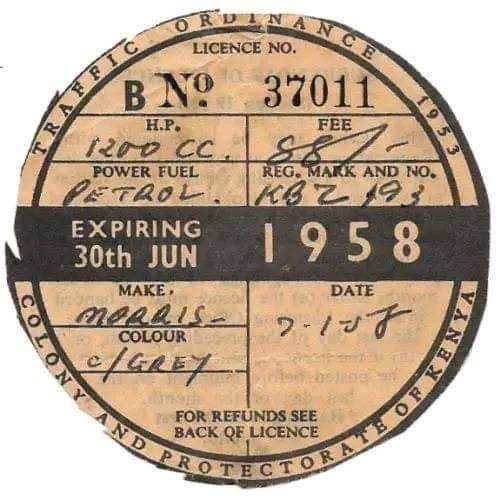 TRAFFIC ORDINANCE 1953
LICENCE NO.
B Nº 37011
H.P. FEE
1200 CC. 88/-
POWER FUEL REG. MARK AND NO.
PETROL. KBZ 193
EXPIRING
30th JUN 1958
MAKE, DATE
MORRIS- 7-1-58
COLOUR
C/GREY
FOR REFUNDS SEE
BACK OF LICENCE
COLONY AND PROTECTORATE OF KENYA